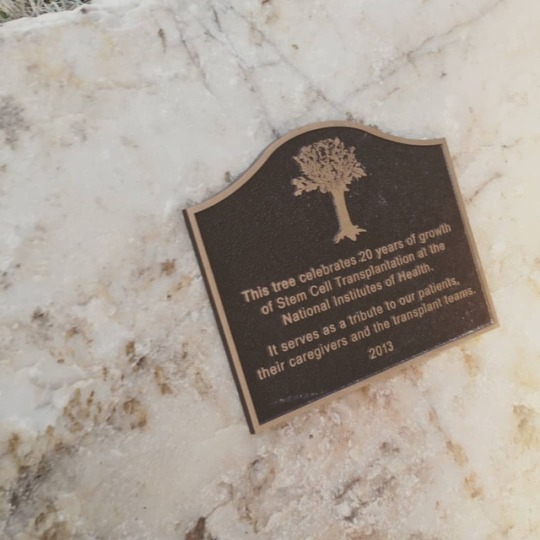 This tree celebrates 20 years of growth
of Stem Cell Transplantation at the
National Institutes of Health.
It serves as a tribute to our patients,
their caregivers and the transplant teams.
2013